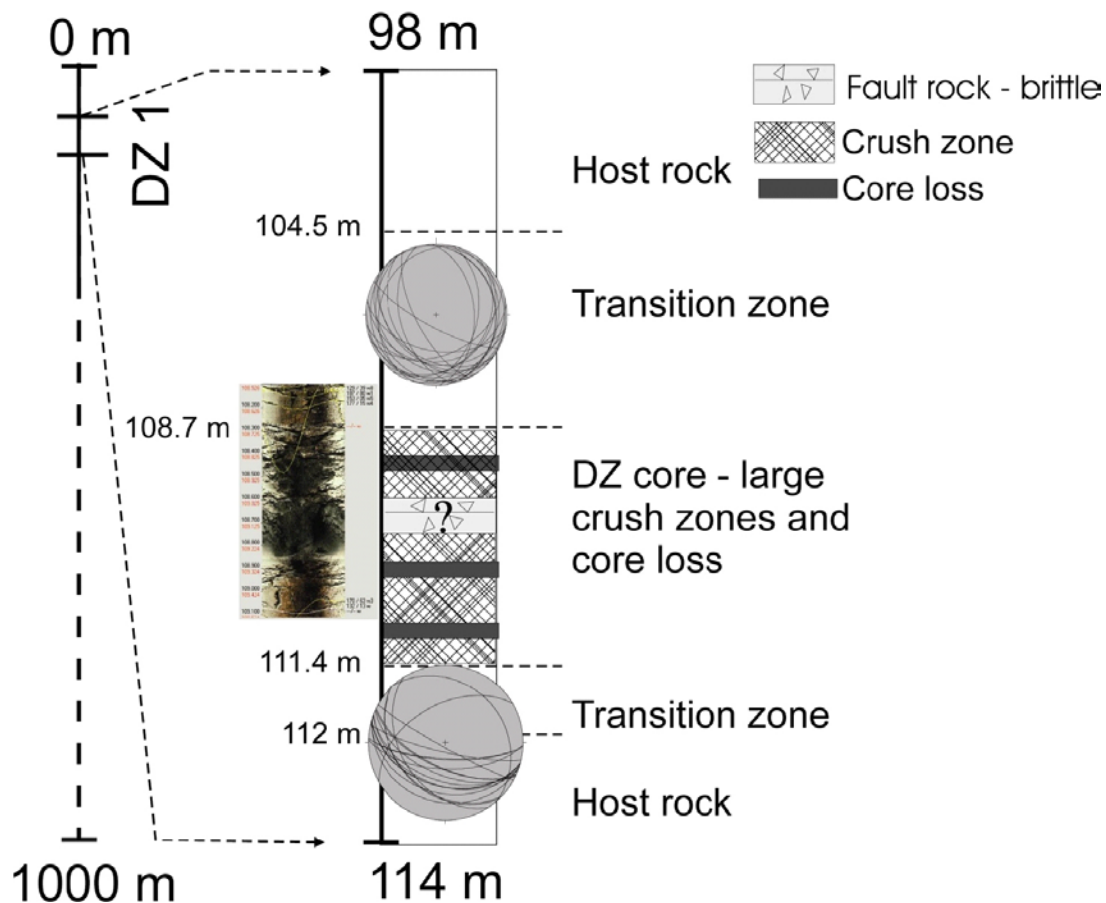 0 m
98 m
DZ 1
Fault rock - brittle
Crush zone
Core loss
Host rock
104.5 m
Transition zone
108.7 m
DZ core - large
crush zones and
core loss
?
111.4 m
Transition zone
112 m
Host rock
1000 m
114 m